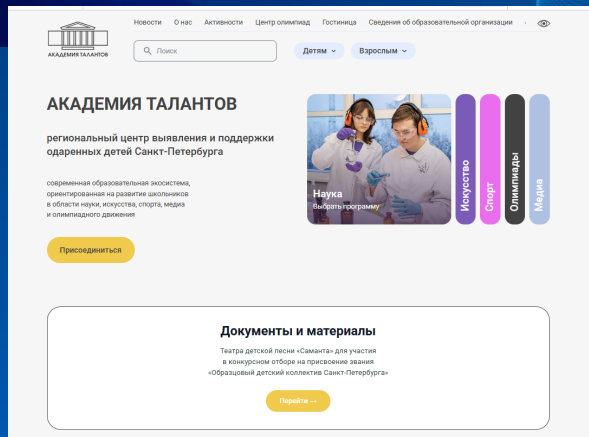 Новости О нас Активности Центр олимпиад Гостиница Сведения об образовательной организации
АКАДЕМИЯ ТАЛАНТОВ
Поиск
Детям
Взрослым
АКАДЕМИЯ ТАЛАНТОВ
региональный центр выявления и поддержки
одаренных детей Санкт-Петербурга
современная образовательная экосистема,
ориентированная на развитие школьников
в области науки, искусства, спорта, медиа
и олимпиадного движения
Присоединиться
Наука
Выбрать программу
Искусство
Спорт
Олимпиады
Медиа
Документы и материалы
Театра детской песни «Саманта» для участия
в конкурсном отборе на присвоение звания
«Образцовый детский коллектив Санкт-Петербурга»
Перейти →